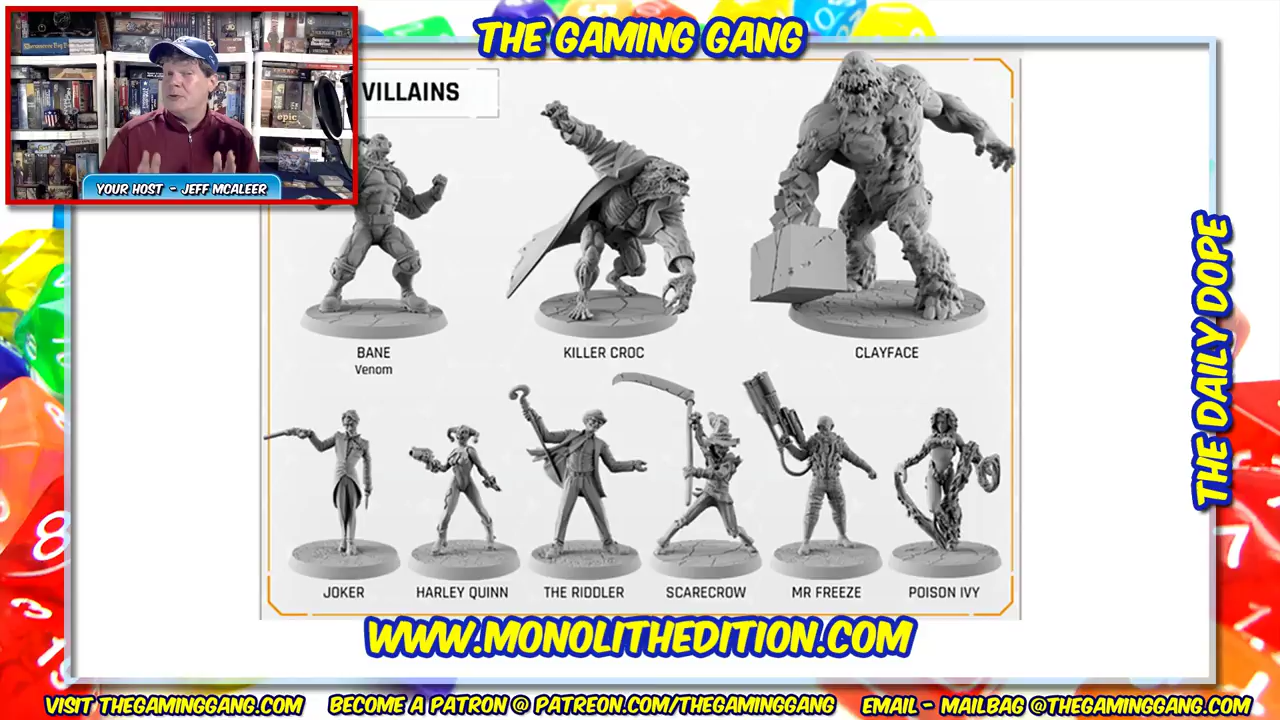 THE GAMING GANG
VILLAINS
epic
YOUR HOST - JEFF MCALEER
BANE
Venom
KILLER CROC
CLAYFACE
THE DAILY DOPE
JOKER
HARLEY QUINN
THE RIDDLER
SCARECROW
MR FREEZE
POISON IVY
WWW.MONOLITHEDITION.COM
VISIT THEGAMINGGANG.COM
BECOME A PATRON @ PATREON.COM/THEGAMINGGANG
EMAIL - MAILBAG @THEGAMINGGANG.COM